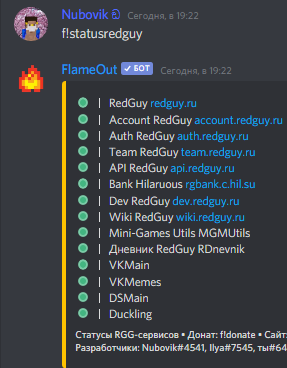 Nubovik Сегодня, в 19:22
f!statusredguy
FlameOut ✓ БОТ Сегодня, в 19:22
| RedGuy redguy.ru
| Account RedGuy account.redguy.ru
| Auth RedGuy auth.redguy.ru
| Team RedGuy team.redguy.ru
| API RedGuy api.redguy.ru
| Bank Hilaruous rgbank.c.hil.su
| Dev RedGuy dev.redguy.ru
| Wiki RedGuy wiki.redguy.ru
| Mini-Games Utils MGMUtils
| Дневник RedGuy RDnevnik
| VKMain
| VKMemes
| DSMain
| Duckling
Статусы RGG-сервисов • Донат: f!donate • Сайт:
Разработчики: Nubovik#4541, Ilya#7545, ты#64